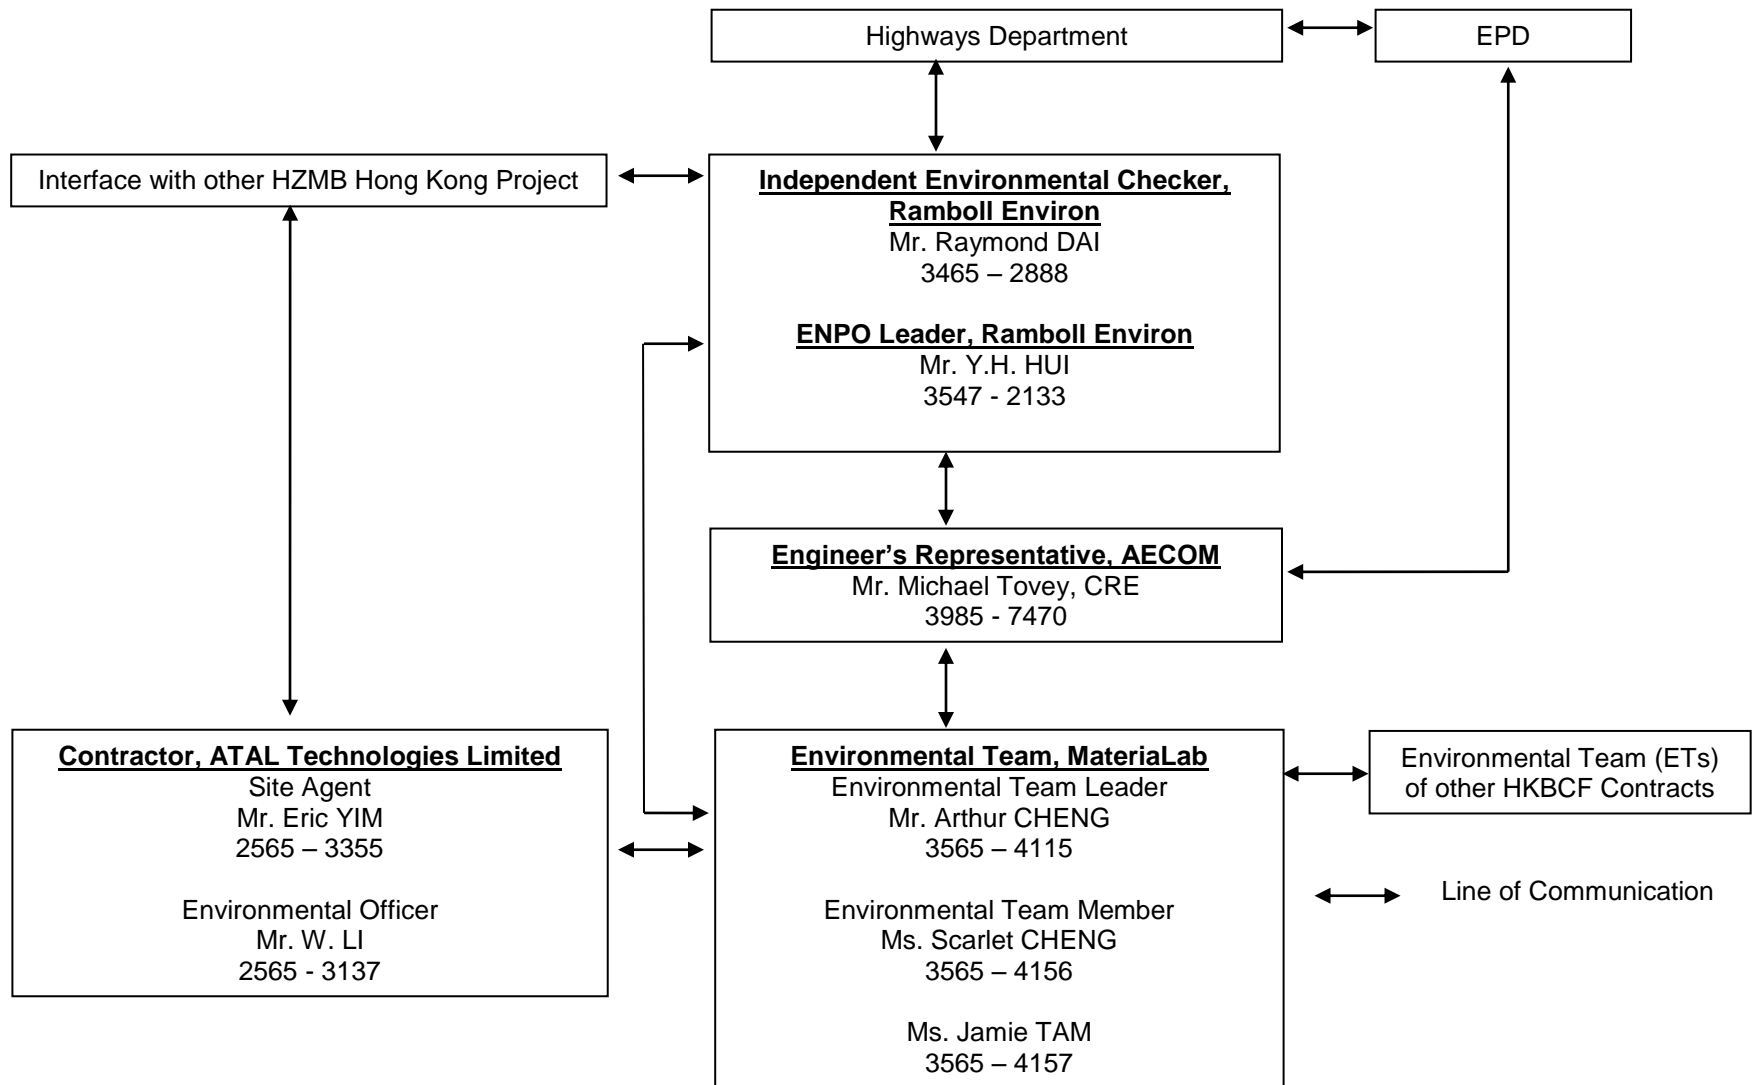 Highways Department
EPD
Interface with other HZMB Hong Kong Project
Independent Environmental Checker,
Ramboll Environ
Mr. Raymond DAI
3465 – 2888
ENPO Leader, Ramboll Environ
Mr. Y.H. HUI
3547 - 2133
Engineer’s Representative, AECOM
Mr. Michael Tovey, CRE
3985 - 7470
Contractor, ATAL Technologies Limited
Site Agent
Mr. Eric YIM
2565 – 3355
Environmental Officer
Mr. W. LI
2565 - 3137
Environmental Team, MateriaLab
Environmental Team Leader
Mr. Arthur CHENG
3565 – 4115
Environmental Team Member
Ms. Scarlet CHENG
3565 – 4156
Ms. Jamie TAM
3565 – 4157
Environmental Team (ETs)
of other HKBCF Contracts
Line of Communication